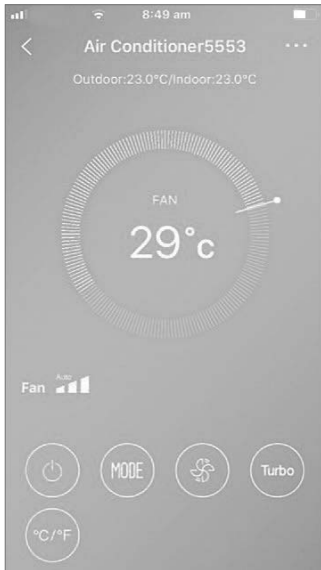 8:49 am
Air Conditioner5553
Outdoor:23.0°C/Indoor:23.0°C
FAN
29°c
Auto
Fan
MODE
Turbo
°C/°F